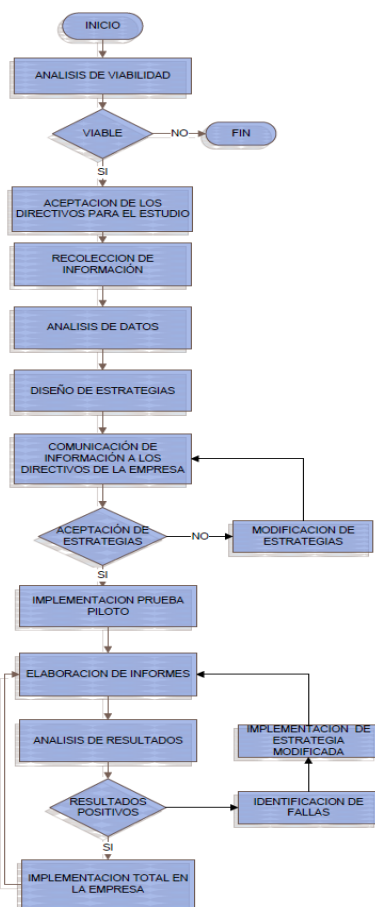 INICIO
ANALISIS DE VIABILIDAD
VIABLE
NO
FIN
SI
ACEPTACION DE LOS
DIRECTIVOS PARA EL ESTUDIO
RECOLECCION DE
INFORMACIÓN
ANALISIS DE DATOS
DISEÑO DE ESTRATEGIAS
COMUNICACIÓN DE
INFORMACIÓN A LOS
DIRECTIVOS DE LA EMPRESA
ACEPTACIÓN DE
ESTRATEGIAS
NO
MODIFICACION DE
ESTRATEGIAS
SI
IMPLEMENTACION PRUEBA
PILOTO
ELABORACION DE INFORMES
ANALISIS DE RESULTADOS
IMPLEMENTACION DE
ESTRATEGIA
MODIFICADA
RESULTADOS
POSITIVOS
IDENTIFICACION DE
FALLAS
SI
IMPLEMENTACION TOTAL EN
LA EMPRESA